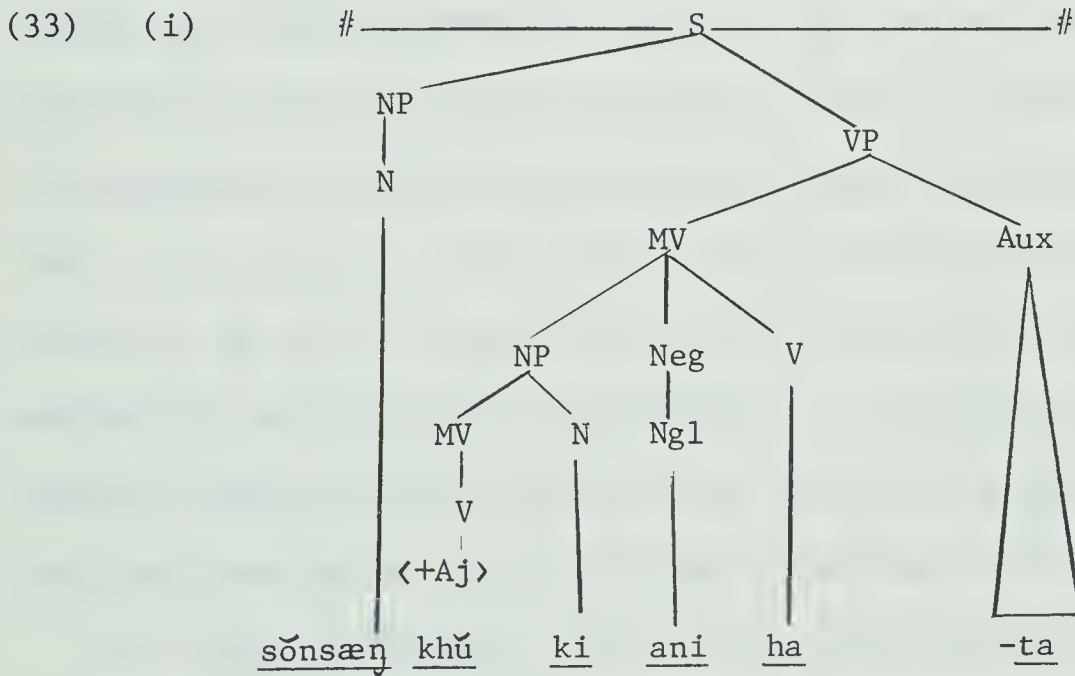 (33) (i) # S #
NP
VP
N
MV Aux
NP Neg V
MV N Ngl
V
<+Aj>
sŏnsæŋ khŭ ki ani ha -ta